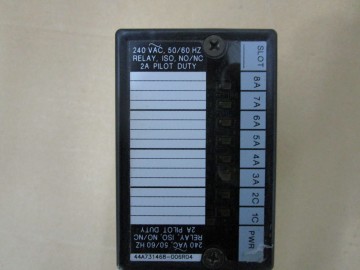 240 VAC, 50/60 HZ
RELAY, ISO, NO/NC
2A PILOT DUTY
SLOT
8A
7A
6A
5A
4A
3A
2C
1C
PWR
240 VAC, 50/60 HZ
RELAY, ISO, NO/NC
2A PILOT DUTY
44A731468-006R04